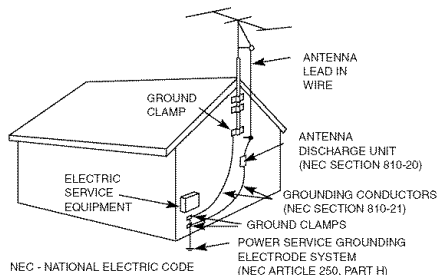 ANTENNA
LEAD IN
WIRE
GROUND
CLAMP
ANTENNA
DISCHARGE UNIT
(NEC SECTION 810-20)
ELECTRIC
SERVICE
EQUIPMENT
GROUNDING CONDUCTORS
(NEC SECTION 810-21)
GROUND CLAMPS
POWER SERVICE GROUNDING
ELECTRODE SYSTEM
(NEC ARTICLE 250, PART H)
NEC - NATIONAL ELECTRIC CODE